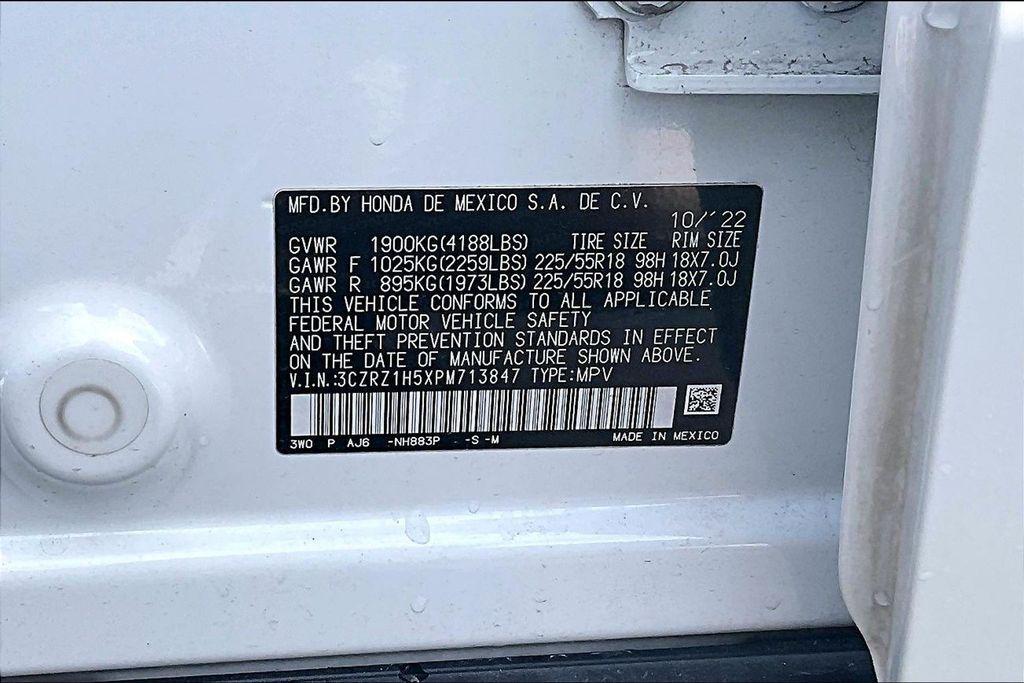 MFD.BY HONDA DE MEXICO S.A. DE C.V.
10/'22
GVWR 1900KG(4188LBS) TIRE SIZE RIM SIZE
GAWR F 1025KG(2259LBS) 225/55R18 98H 18X7.0J
GAWR R 895KG(1973LBS) 225/55R18 98H 18X7.0J
THIS VEHICLE CONFORMS TO ALL APPLICABLE
FEDERAL MOTOR VEHICLE SAFETY
AND THEFT PREVENTION STANDARDS IN EFFECT
ON THE DATE OF MANUFACTURE SHOWN ABOVE.
V.I.N.:3CZRZ1H5XPM713847 TYPE:MPV
3W0 P AJ6 -NH883P -S -M MADE IN MEXICO